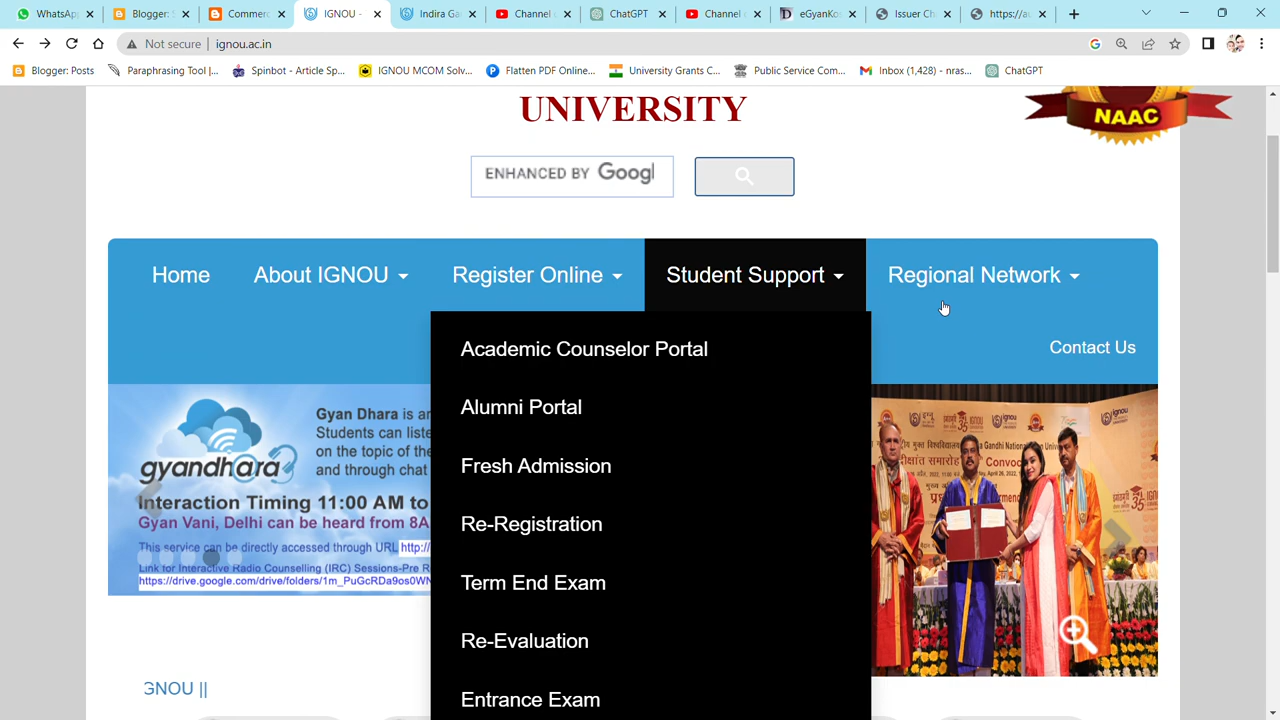 WhatsAp
Blogger: S
Commerc
IGNOU -
Indira Ga
Channel c
ChatGPT
Channel c
eGyanKos
Issuer Ch
https://au
Not secure | ignou.ac.in
Blogger: Posts
Paraphrasing Tool |...
Spinbot - Article Sp...
IGNOU MCOM Solv...
Flatten PDF Online...
University Grants C...
Public Service Com...
Inbox (1,428) - nras...
ChatGPT
UNIVERSITY
NAAC
ENHANCED BY Googl
Home
About IGNOU
Register Online
Student Support
Regional Network
Contact Us
Academic Counselor Portal
Alumni Portal
Fresh Admission
Re-Registration
Term End Exam
Re-Evaluation
Entrance Exam
gyandhara
Gyan Dhara is an
Students can liste
on the topic of the
and through chat
Interaction Timing 11:00 AM to
Gyan Vani, Delhi can be heard from 8A
This service can be directly accessed through URL http:/
Link for Interactive Radio Counselling (IRC) Sessions-Pre R
https://drive.google.com/drive/folders/1m_PuGcRDa9os0WN
GNOU ||